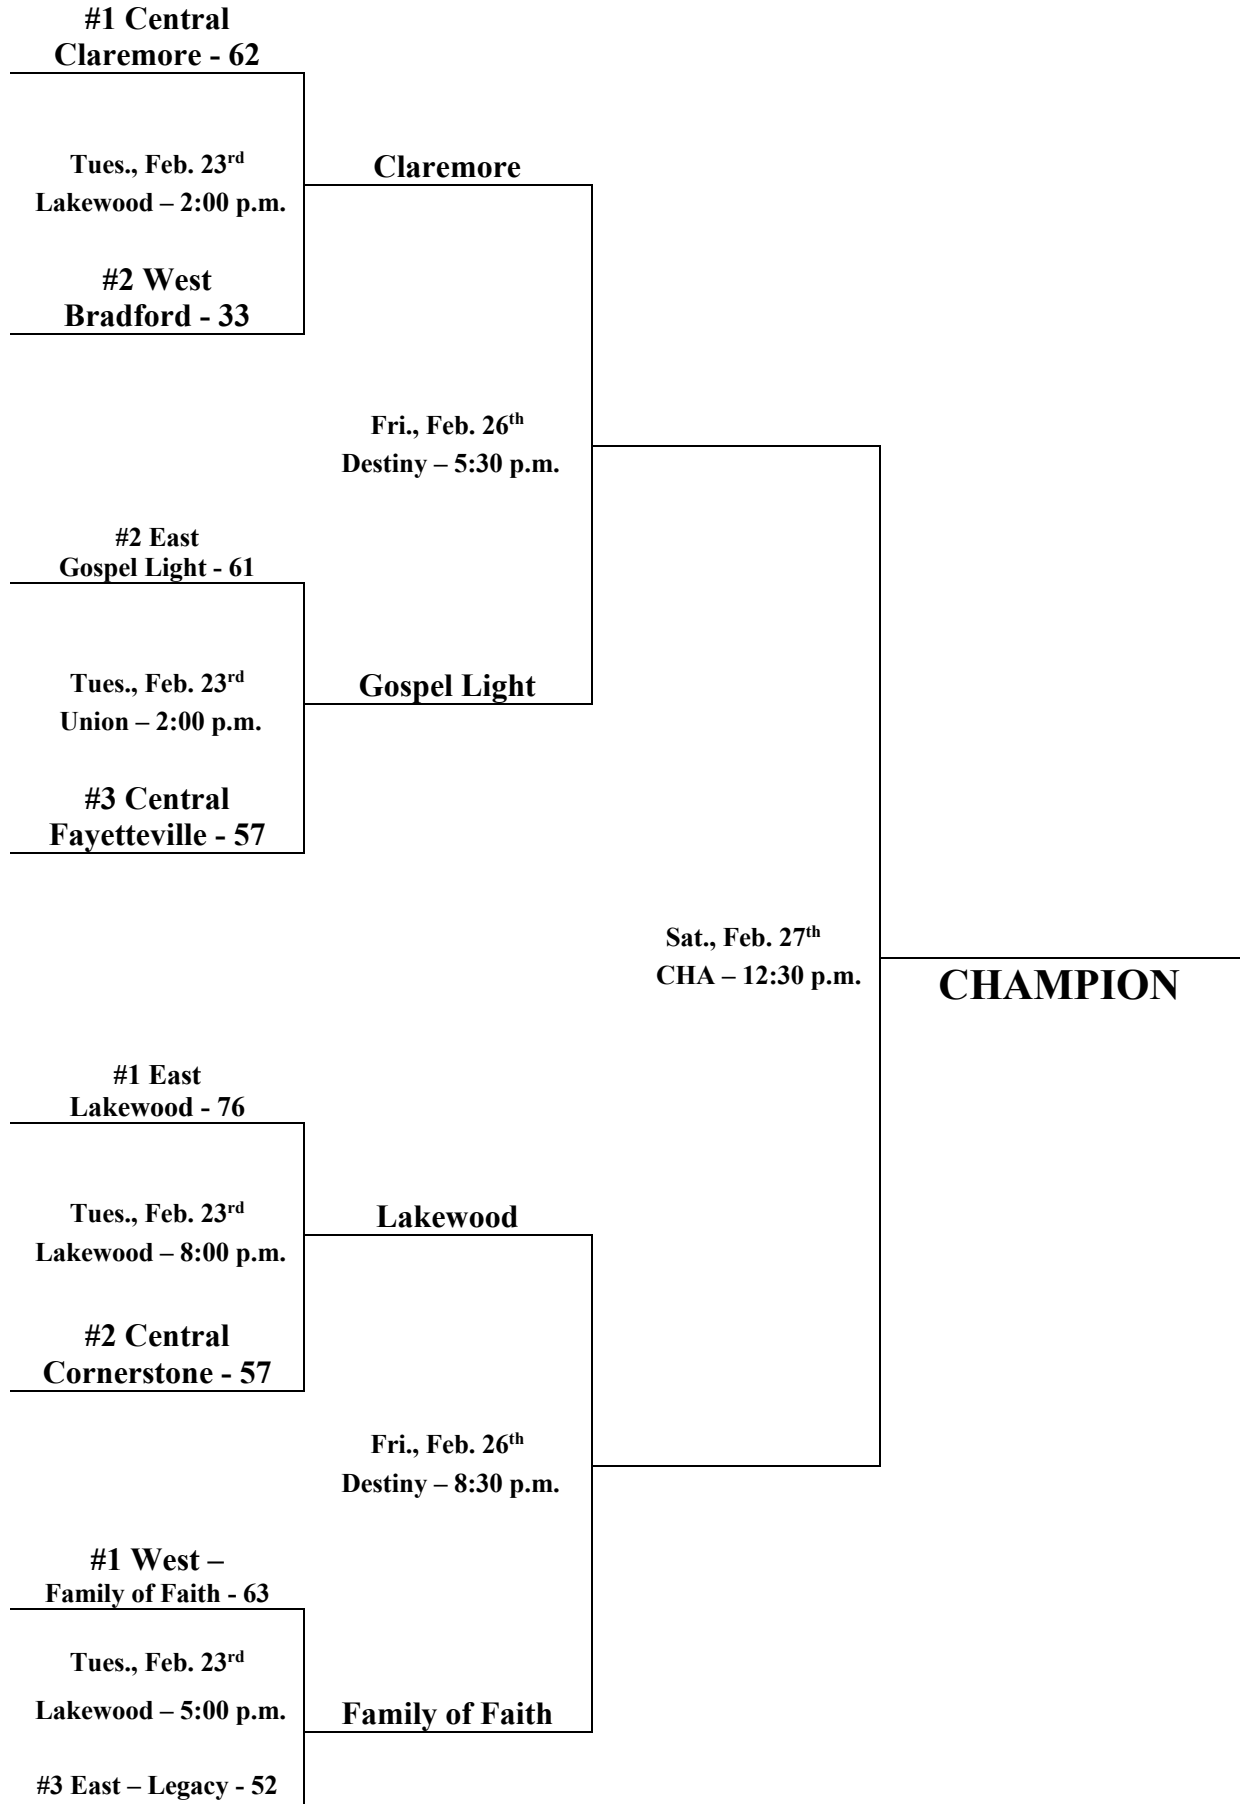 #1 Central
Claremore - 62
Tues., Feb. 23rd
Lakewood – 2:00 p.m.
Claremore
#2 West
Bradford - 33
Fri., Feb. 26th
Destiny – 5:30 p.m.
#2 East
Gospel Light - 61
Tues., Feb. 23rd
Union – 2:00 p.m.
Gospel Light
#3 Central
Fayetteville - 57
Sat., Feb. 27th
CHA – 12:30 p.m.
CHAMPION
#1 East
Lakewood - 76
Tues., Feb. 23rd
Lakewood – 8:00 p.m.
Lakewood
#2 Central
Cornerstone - 57
Fri., Feb. 26th
Destiny – 8:30 p.m.
#1 West –
Family of Faith - 63
Tues., Feb. 23rd
Lakewood – 5:00 p.m.
Family of Faith
#3 East – Legacy - 52